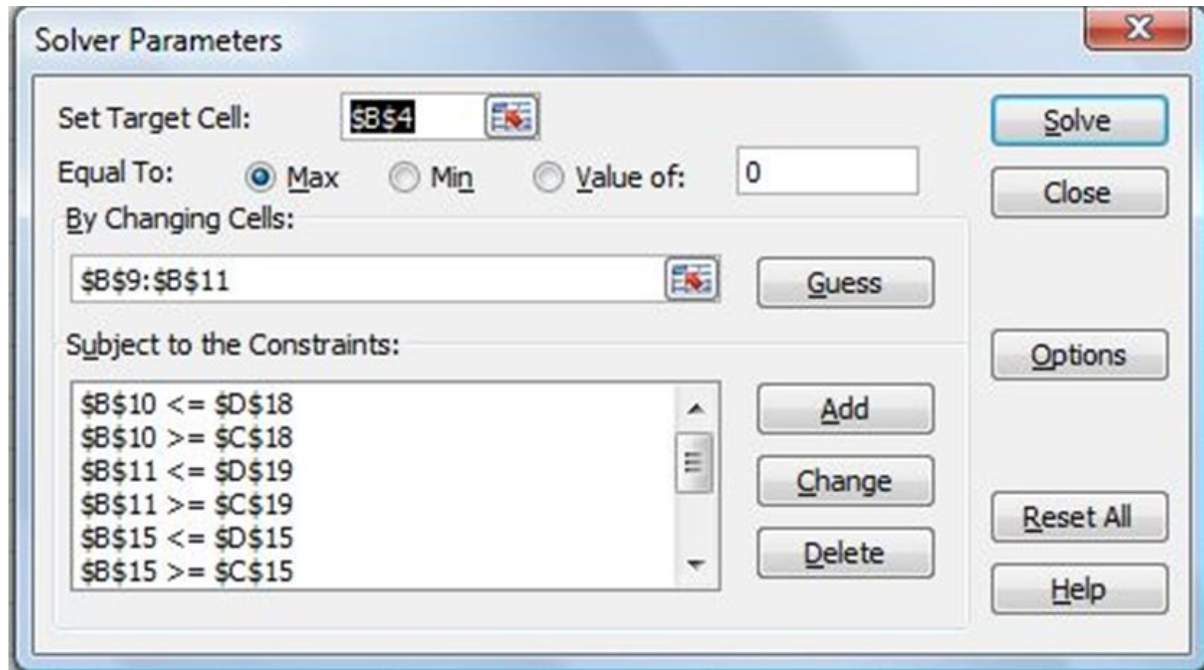 Solver Parameters
Set Target Cell: $B$4
Solve
Equal To: Max Min Value of: 0
Close
By Changing Cells:
$B$9:$B$11
Guess
Subject to the Constraints:
Options
$B$10 <= $D$18
Add
$B$10 >= $C$18
$B$11 <= $D$19
Change
$B$11 >= $C$19
Reset All
$B$15 <= $D$15
Delete
$B$15 >= $C$15
Help